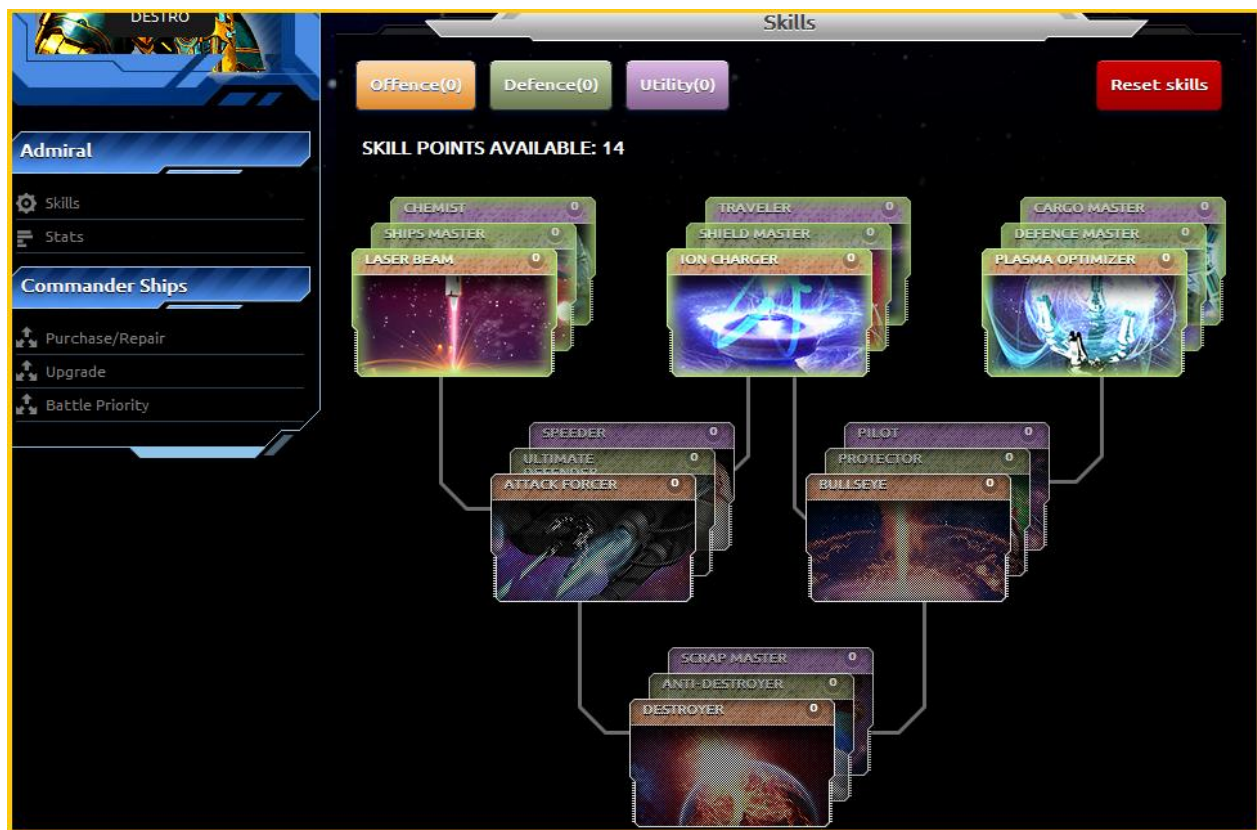 DESTRO
Skills
Offence(0)
Defence(0)
Utility(0)
Reset skills
Admiral
Skills
Stats
Commander Ships
Purchase/Repair
Upgrade
Battle Priority
SKILL POINTS AVAILABLE: 14
CHEMIST 0
SHIPS MASTER 0
LASER BEAM 0
TRAVELER 0
SHIELD MASTER 0
ION CHARGER 0
CARGO MASTER 0
DEFENCE MASTER 0
PLASMA OPTIMIZER 0
SPEEDER 0
ULTIMATE 0
DEFENDER
ATTACK FORCER 0
PILOT 0
PROTECTOR 0
BULLSEYE 0
SCRAP MASTER 0
ANTI-DESTROYER 0
DESTROYER 0